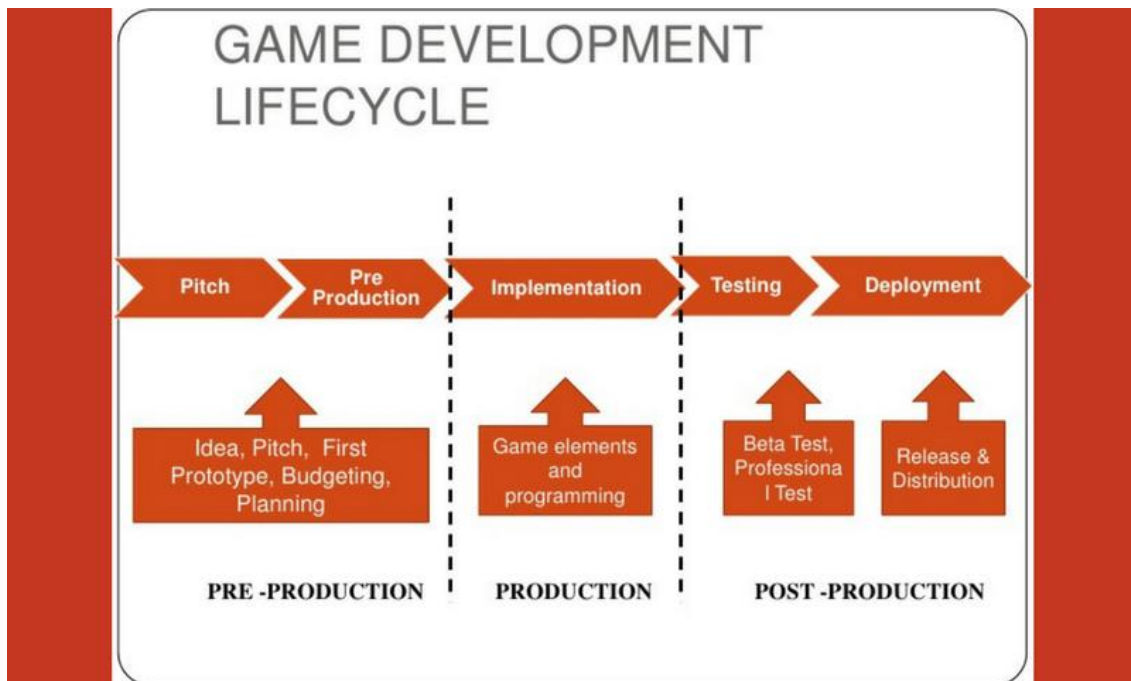 GAME DEVELOPMENT
LIFECYCLE
Pitch
Pre
Production
Implementation
Testing
Deployment
Idea, Pitch, First
Prototype, Budgeting,
Planning
Game elements
and
programming
Beta Test,
Professiona
l Test
Release &
Distribution
PRE -PRODUCTION
PRODUCTION
POST -PRODUCTION